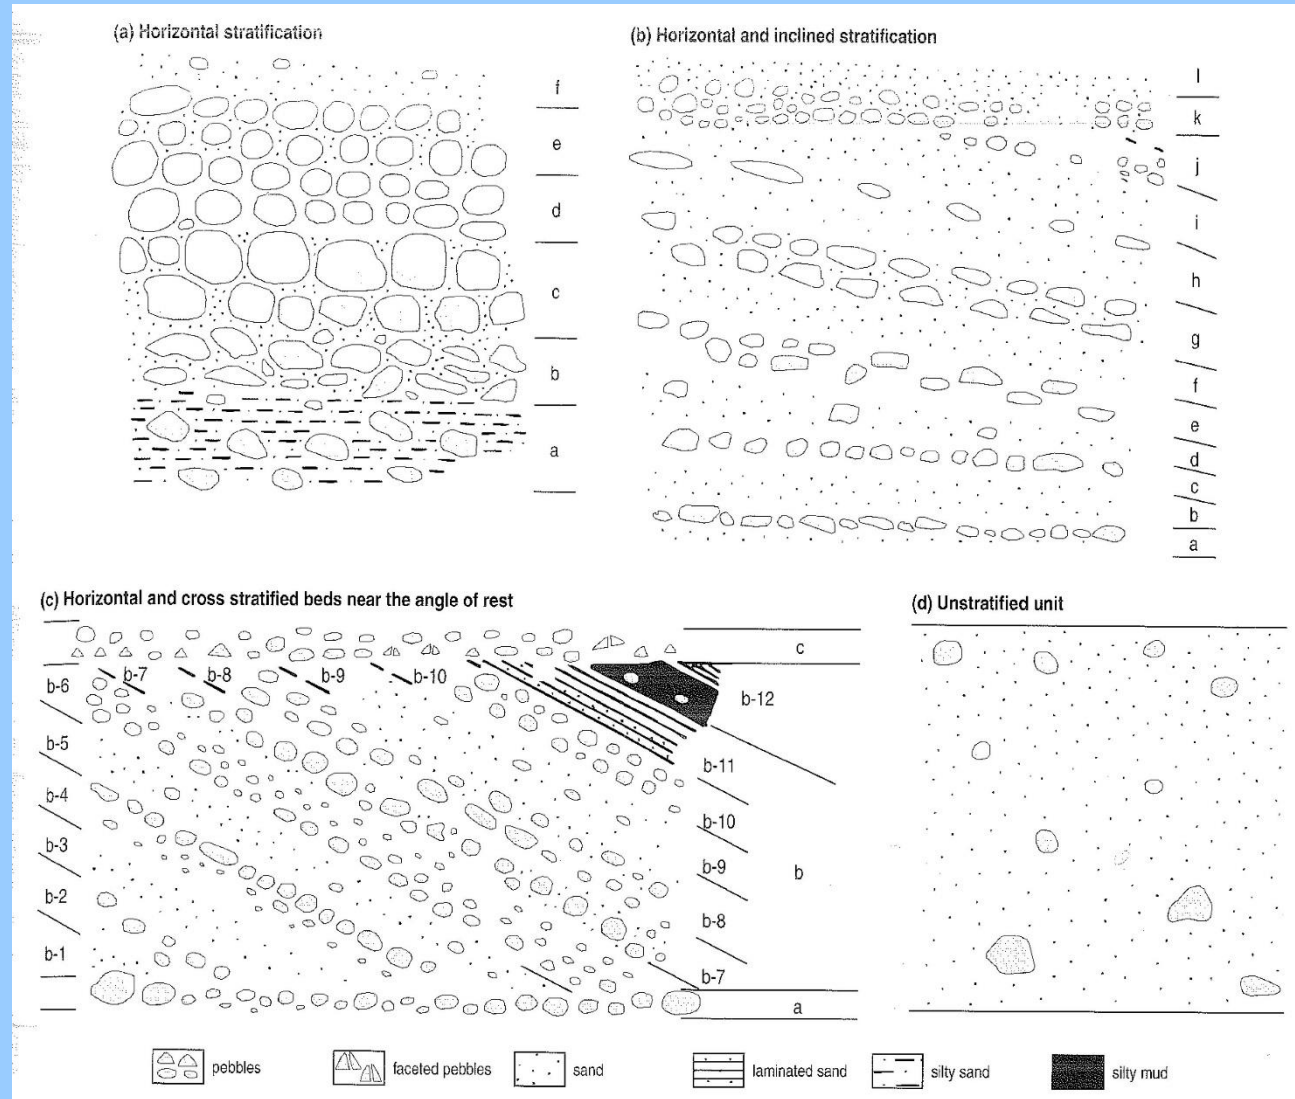 (a) Horizontal stratification
f
e
d
c
b
a
(b) Horizontal and inclined stratification
l
k
j
i
h
g
f
e
d
c
b
a
(c) Horizontal and cross stratified beds near the angle of rest
b-6
b-5
b-4
b-3
b-2
b-1
b-7
b-8
b-9
b-10
c
b-12
b-11
b-10
b-9
b-8
b-7
b
a
(d) Unstratified unit
pebbles
faceted pebbles
sand
laminated sand
silty sand
silty mud